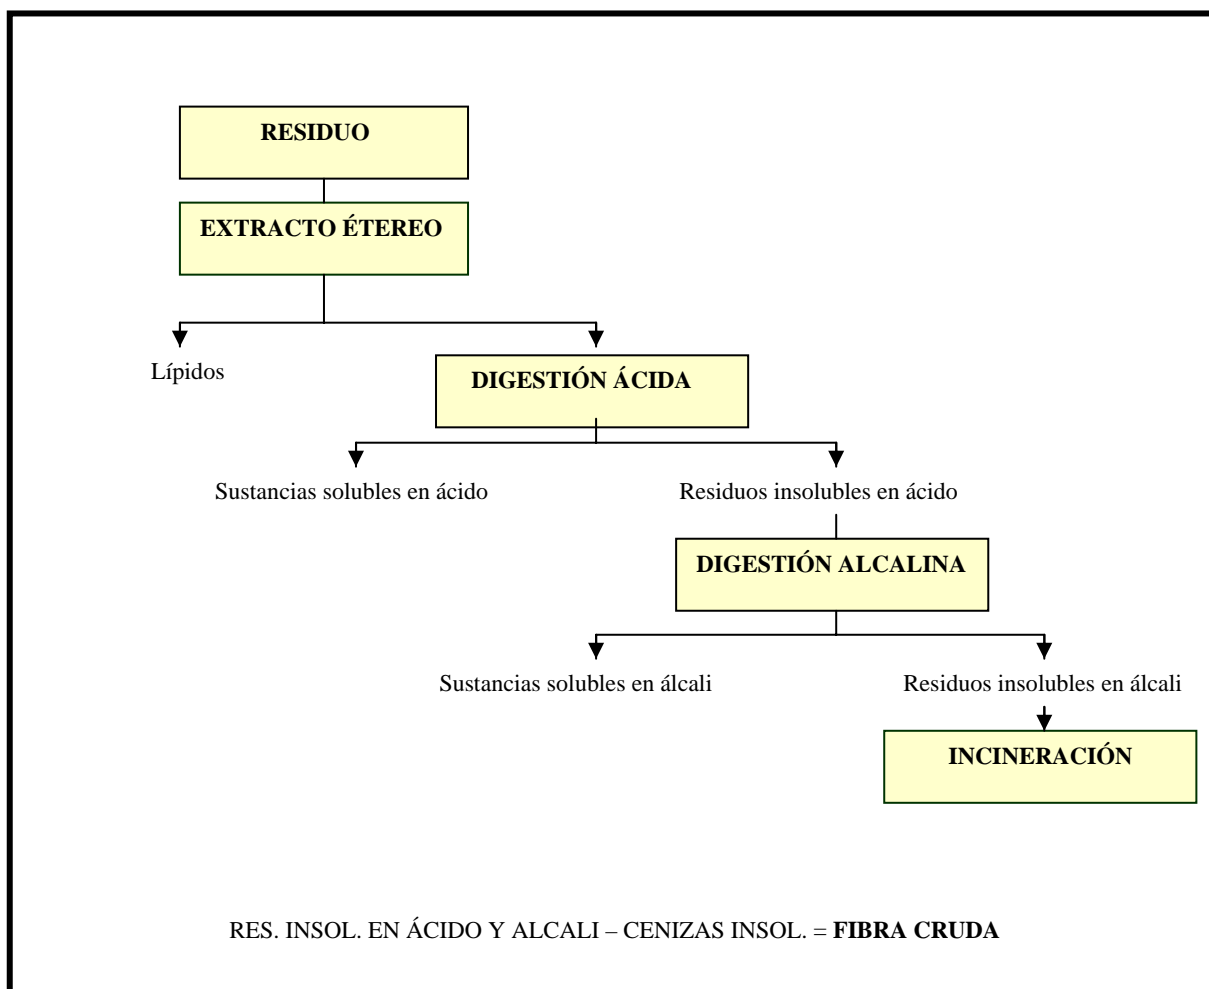 RESIDUO
EXTRACTO ÉTEREO
Lípidos
DIGESTIÓN ÁCIDA
Sustancias solubles en ácido
Residuos insolubles en ácido
DIGESTIÓN ALCALINA
Sustancias solubles en álcali
Residuos insolubles en álcali
INCINERACIÓN
RES. INSOL. EN ÁCIDO Y ALCALI – CENIZAS INSOL. = FIBRA CRUDA